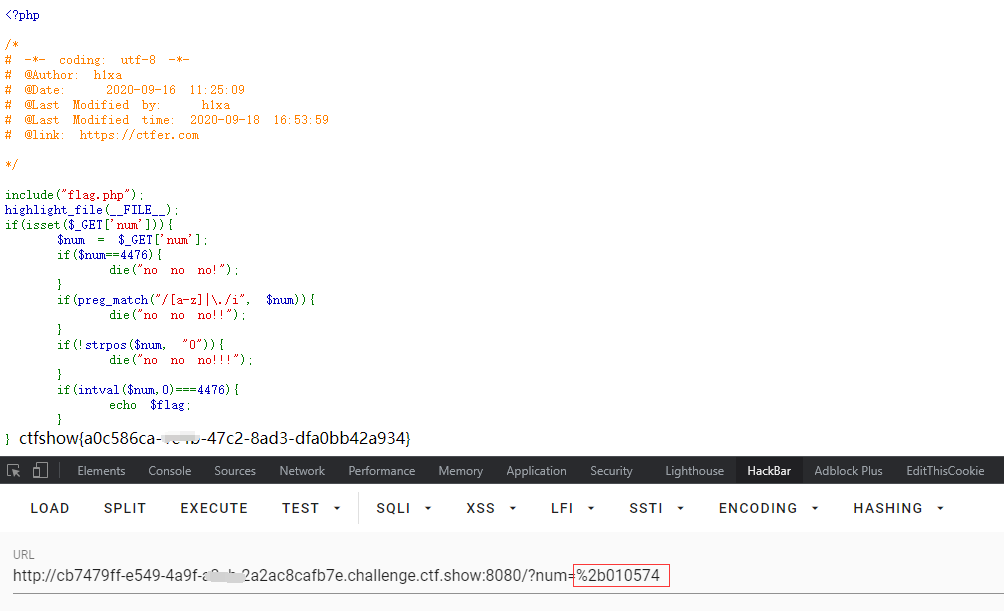 <?php
/*
# -*- coding: utf-8 -*-
# @Author: h1xa
# @Date: 2020-09-16 11:25:09
# @Last Modified by: h1xa
# @Last Modified time: 2020-09-18 16:53:59
# @link: https://ctfer.com
*/
include("flag.php");
highlight_file(__FILE__);
if(isset($_GET['num'])){
$num = $_GET['num'];
if($num==4476){
die("no no no!");
}
if(preg_match("/[a-z]|\./i", $num)){
die("no no no!!");
}
if(!strpos($num, "0")){
die("no no no!!!");
}
if(intval($num,0)===4476){
echo $flag;
}
} ctfshow{a0c586ca- -47c2-8ad3-dfa0bb42a934}
Elements Console Sources Network Performance Memory Application Security Lighthouse HackBar Adblock Plus EditThisCookie
LOAD SPLIT EXECUTE TEST SQLI XSS LFI SSTI ENCODING HASHING
URL
http://cb7479ff-e549-4a9f- 2a2ac8cafb7e.challenge.ctf.show:8080/?num=%2b010574